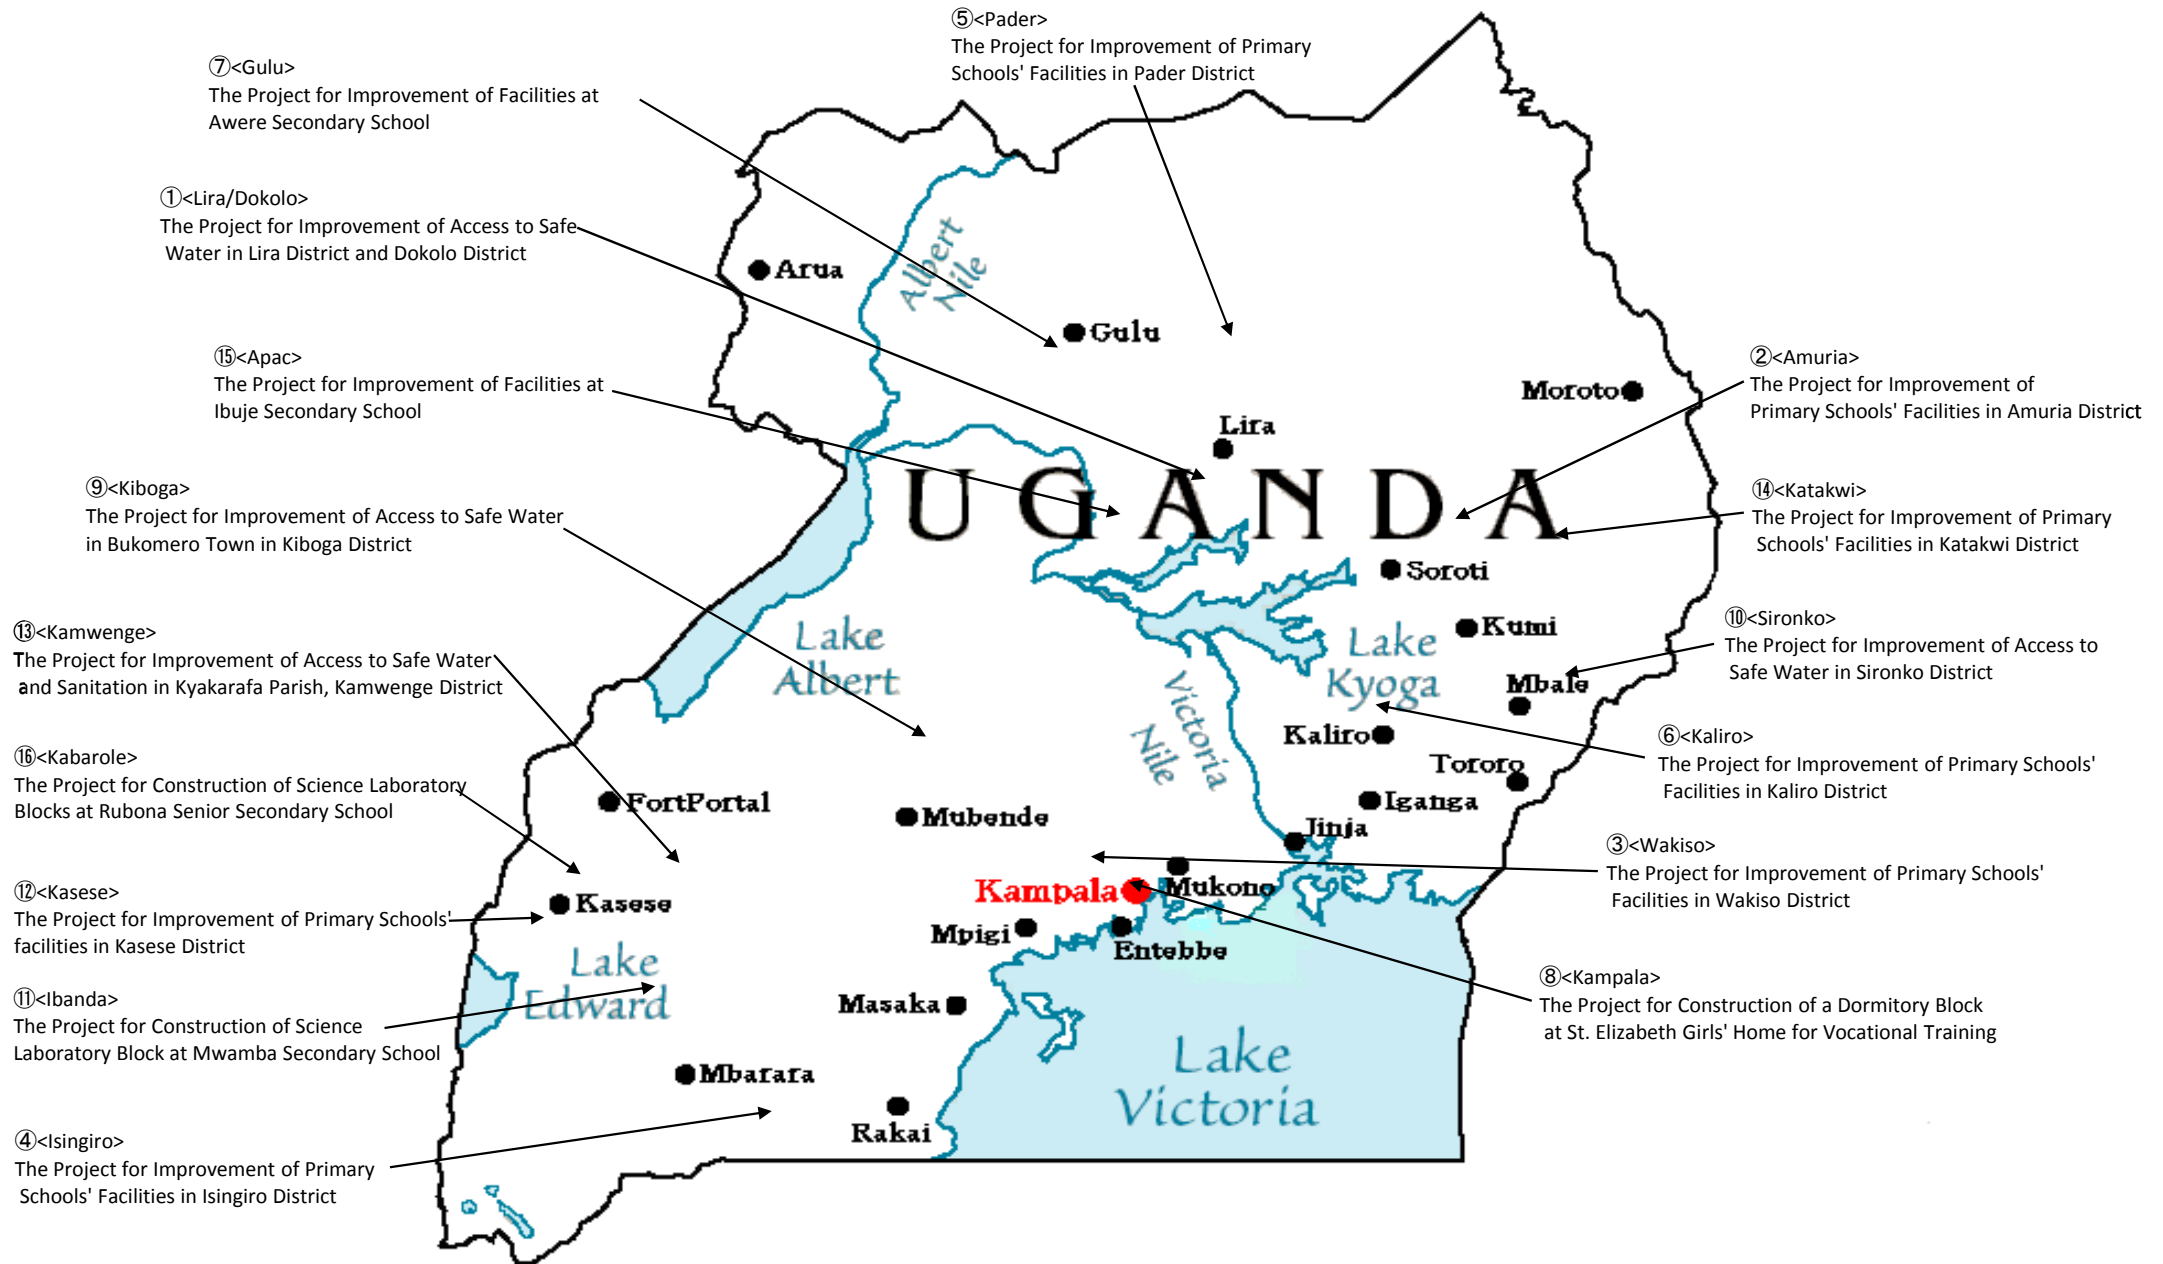 ⑤<Pader>
The Project for Improvement of Primary
Schools' Facilities in Pader District
⑦<Gulu>
The Project for Improvement of Facilities at
Awere Secondary School
①<Lira/Dokolo>
The Project for Improvement of Access to Safe
Water in Lira District and Dokolo District
⑮<Apac>
The Project for Improvement of Facilities at
Ibuje Secondary School
⑨<Kiboga>
The Project for Improvement of Access to Safe Water
in Bukomero Town in Kiboga District
⑬<Kamwenge>
The Project for Improvement of Access to Safe Water
and Sanitation in Kyakarafa Parish, Kamwenge District
⑯<Kabarole>
The Project for Construction of Science Laboratory
Blocks at Rubona Senior Secondary School
⑫<Kasese>
The Project for Improvement of Primary Schools'
facilities in Kasese District
⑪<Ibanda>
The Project for Construction of Science
Laboratory Block at Mwamba Secondary School
④<Isingiro>
The Project for Improvement of Primary
Schools' Facilities in Isingiro District
Arua
Albert
Nile
Gulu
Moroto
Lira
UGANDA
Soroti
Lake
Albert
Kumi
Lake
Kyoga
Mbale
Victoria
Nile
Kaliro
Tororo
FortPortal
Mubende
Iganga
Jinja
Kampala
Mukono
Kasese
Mpigi
Entebbe
Lake
Edward
Masaka
Mbarara
Rakai
Lake
Victoria
②<Amuria>
The Project for Improvement of
Primary Schools' Facilities in Amuria District
⑭<Katakwi>
The Project for Improvement of Primary
Schools' Facilities in Katakwi District
⑩<Sironko>
The Project for Improvement of Access to
Safe Water in Sironko District
⑥<Kaliro>
The Project for Improvement of Primary Schools'
Facilities in Kaliro District
③<Wakiso>
The Project for Improvement of Primary Schools'
Facilities in Wakiso District
⑧<Kampala>
The Project for Construction of a Dormitory Block
at St. Elizabeth Girls' Home for Vocational Training